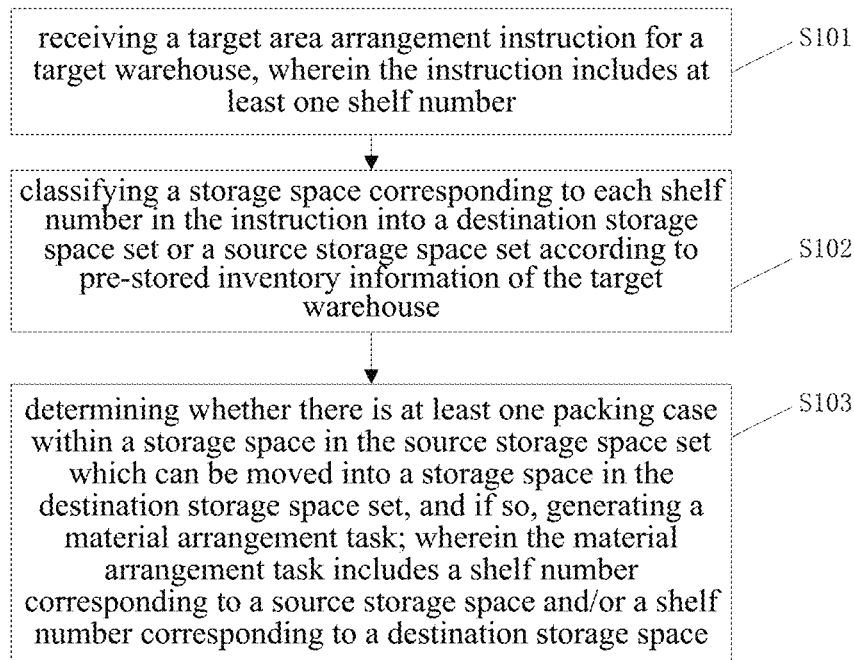 receiving a target area arrangement instruction for a
target warehouse, wherein the instruction includes at
least one shelf number
S101
classifying a storage space corresponding to each shelf
number in the instruction into a destination storage
space set or a source storage space set according to
pre-stored inventory information of the target
warehouse
S102
determining whether there is at least one packing case
within a storage space in the source storage space set
which can be moved into a storage space in the
destination storage space set, and if so, generating a
material arrangement task; wherein the material
arrangement task includes a shelf number
corresponding to a source storage space and/or a shelf
number corresponding to a destination storage space
S103